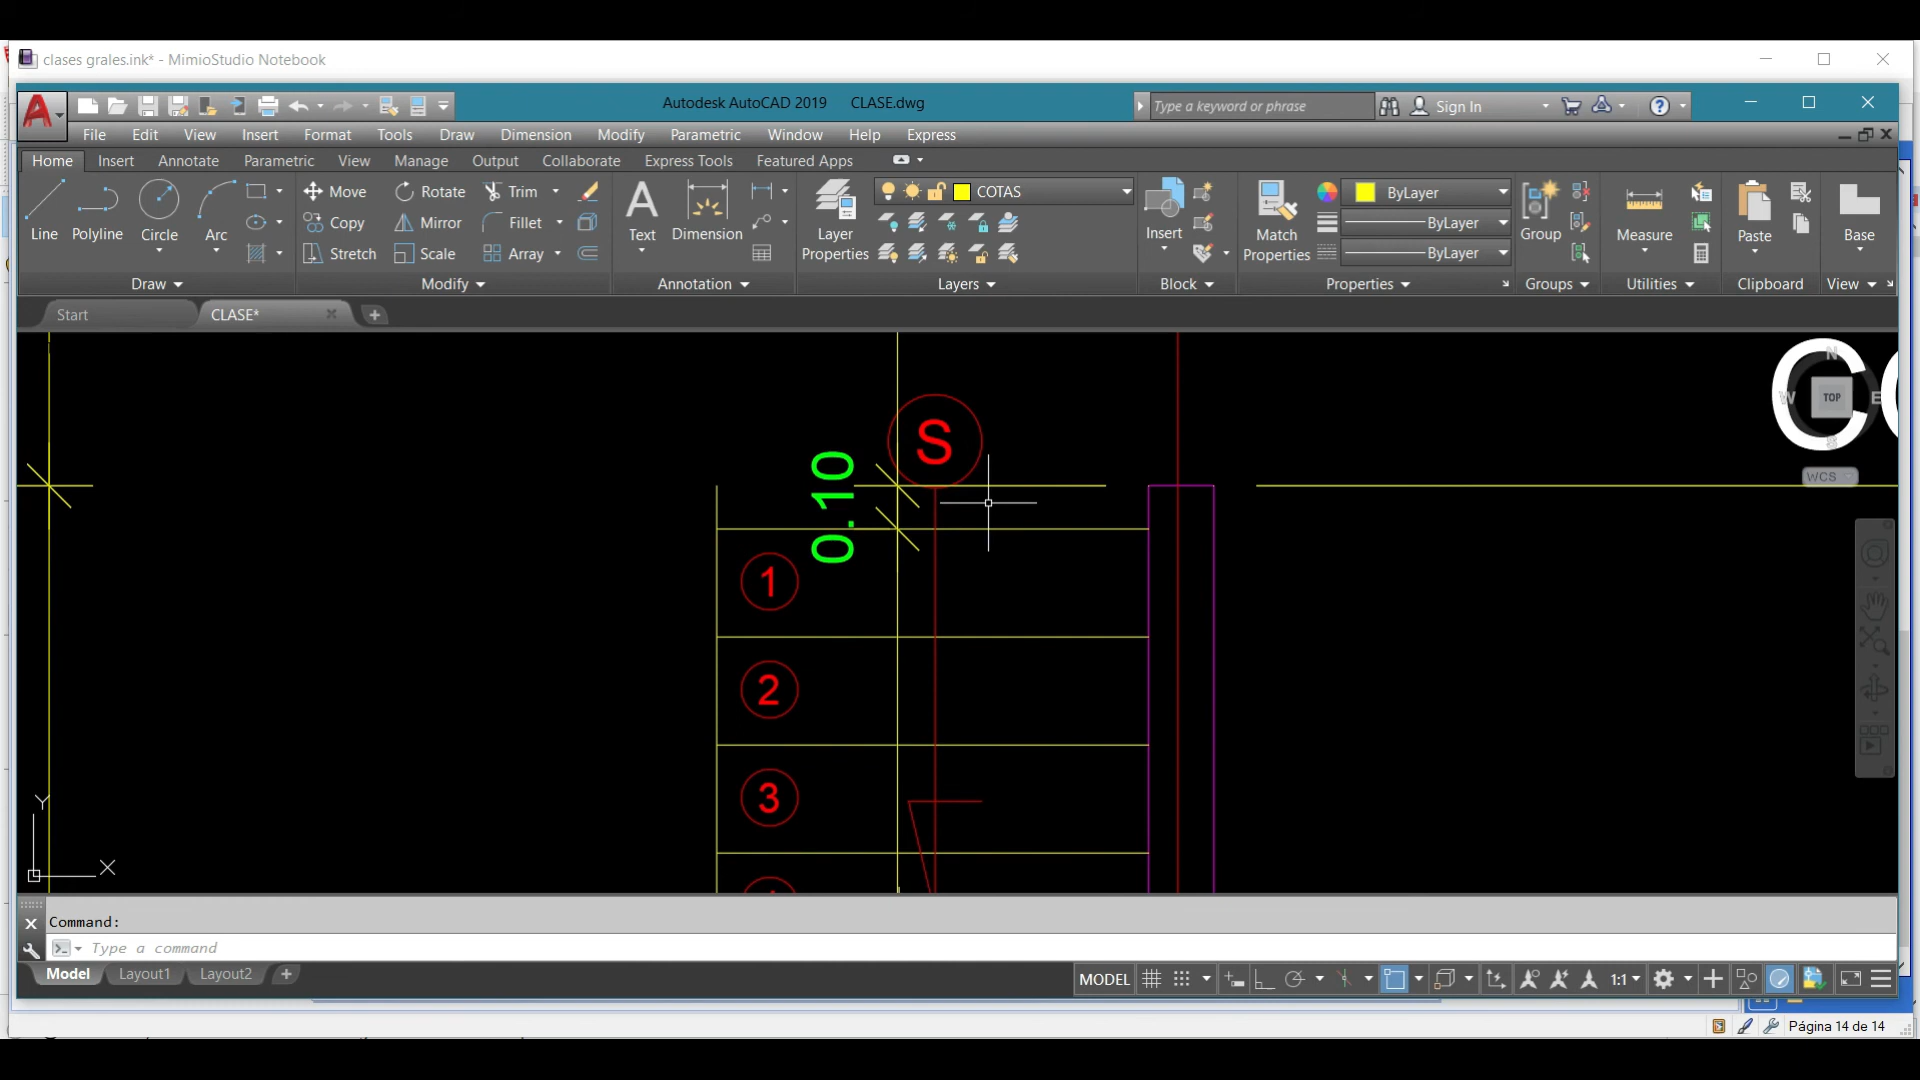 clases grales.ink* - MimioStudio Notebook
Autodesk AutoCAD 2019 CLASE.dwg
Type a keyword or phrase
Sign In
File Edit View Insert Format Tools Draw Dimension Modify Parametric Window Help Express
Home Insert Annotate Parametric View Manage Output Collaborate Express Tools Featured Apps
Line Polyline Circle Arc
Move Rotate Trim
Copy Mirror Fillet
Stretch Scale Array
Text Dimension
Layer Properties
COTAS
Insert
Match Properties
ByLayer
ByLayer
ByLayer
Group
Measure
Paste
Base
Draw Modify Annotation Layers Block Properties Groups Utilities Clipboard View
Start CLASE*
N
W TOP E
S
WCS
S
0.10
1
2
3
Y
X
Command:
Type a command
Model Layout1 Layout2
MODEL 1:1
Página 14 de 14